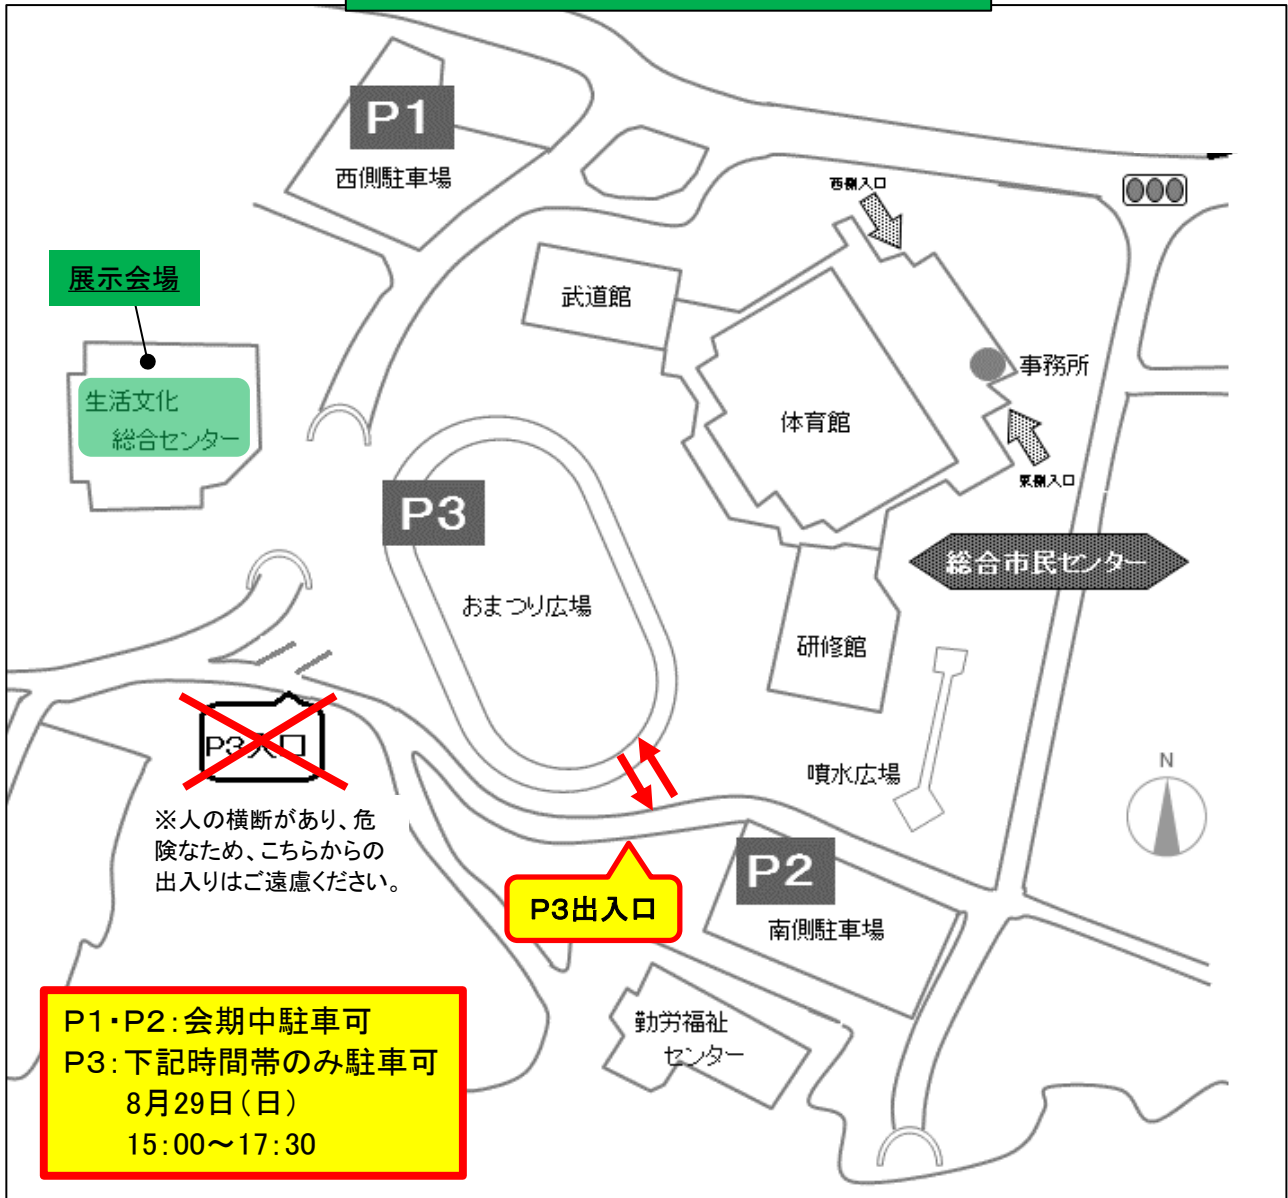 P1
西側駐車場
西側入口
展示会場
武道館
事務所
生活文化
総合センター
体育館
東側入口
P3
総合市民センター
おまつり広場
研修館
P3入口
噴水広場
N
※人の横断があり、危
険なため、こちらからの
出入りはご遠慮ください。
P2
P3出入口
南側駐車場
P1・P2：会期中駐車可
P3：下記時間帯のみ駐車可
8月29日（日）
15：00～17：30
勤労福祉
センター